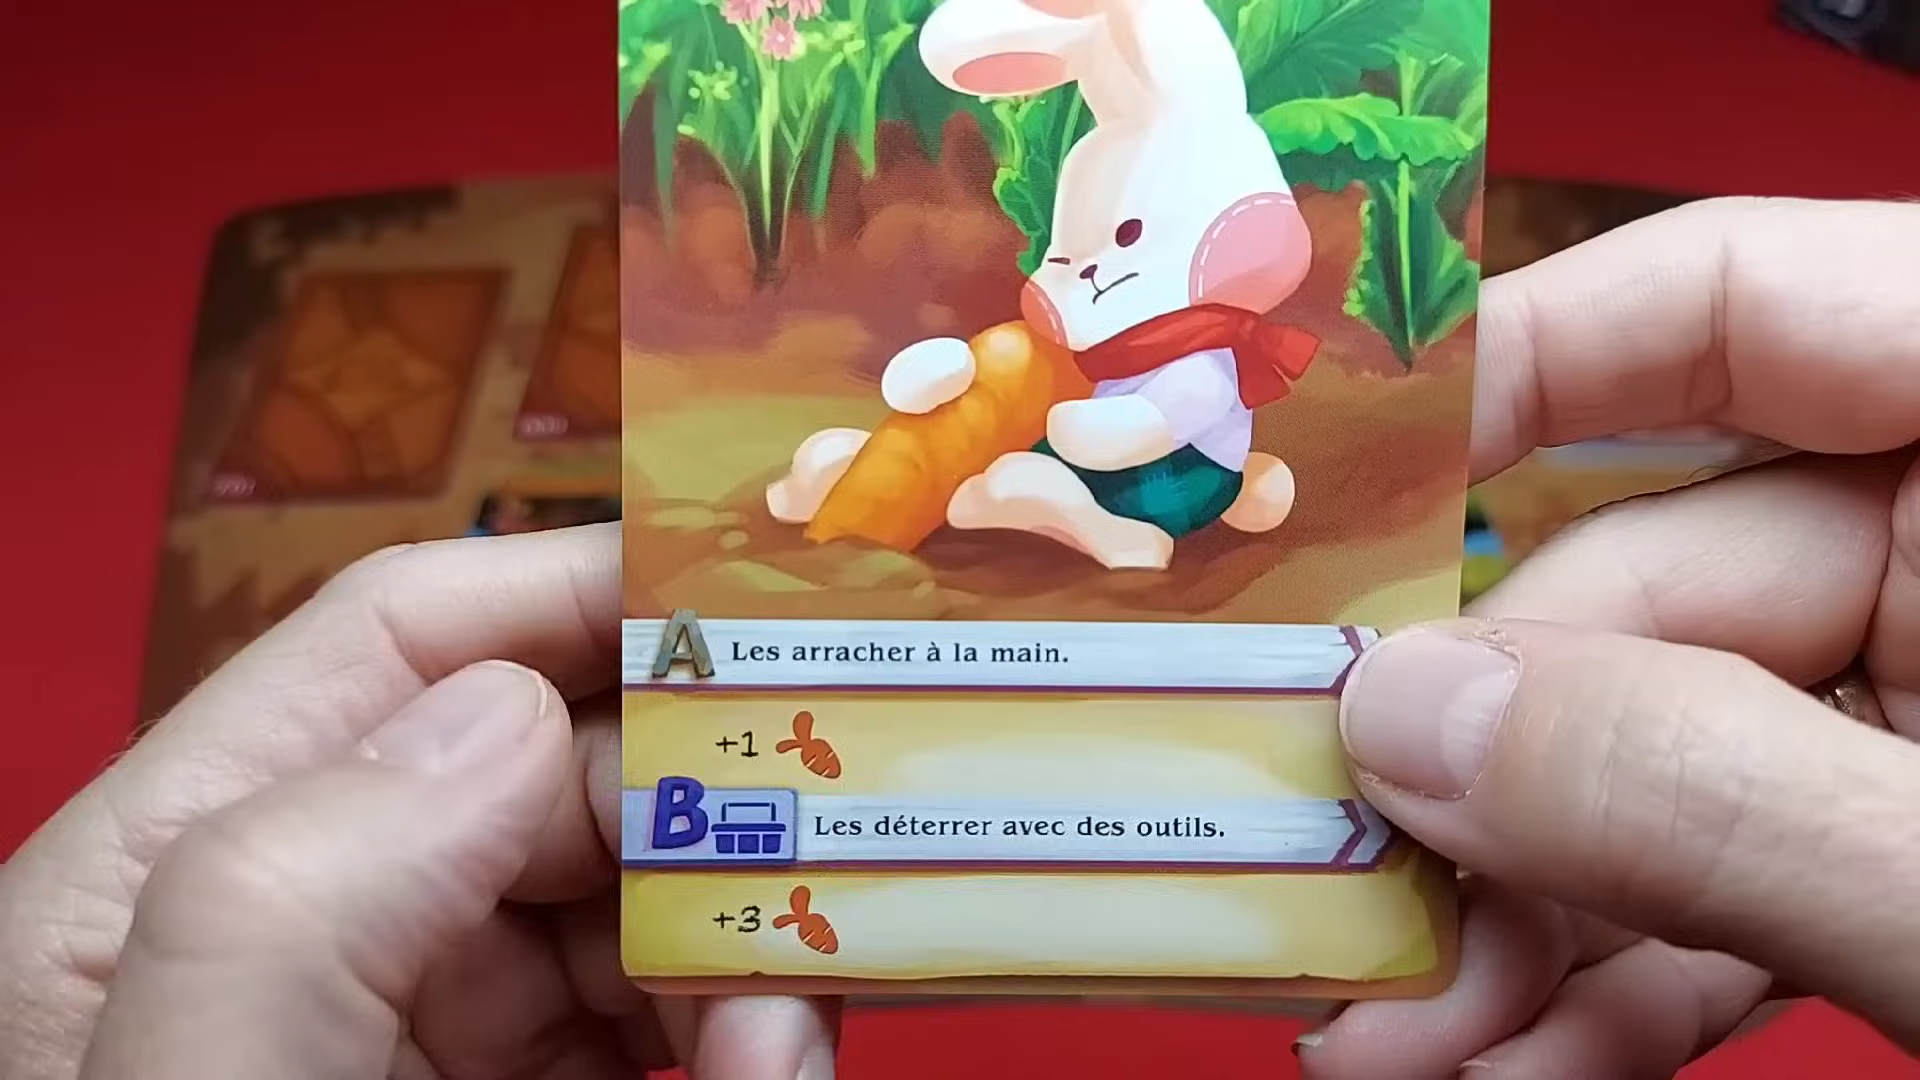 A Les arracher à la main.
+1
B Les déterrer avec des outils.
+3